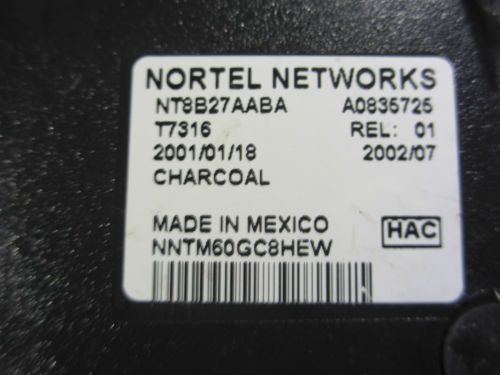 NORTEL NETWORKS
NT8B27AABA A0835725
T7316 REL: 01
2001/01/18 2002/07
CHARCOAL
MADE IN MEXICO HAC
NNTM60GC8HEW